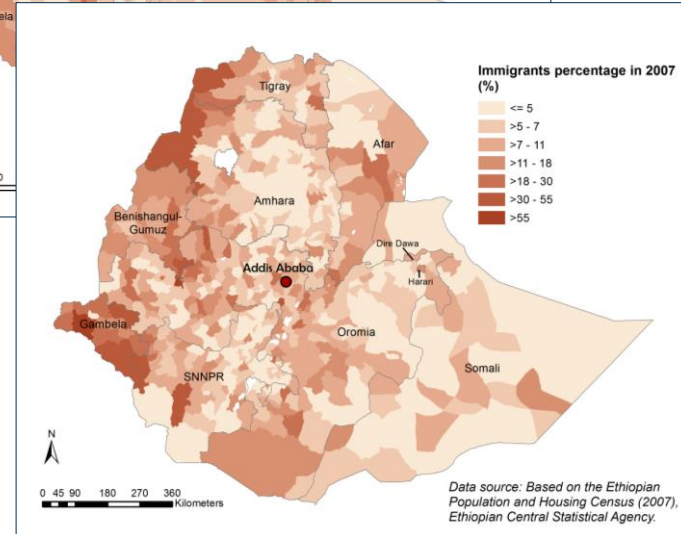 ela
0
Immigrants percentage in 2007
(%)
<= 5
>5 - 7
>7 - 11
>11 - 18
>18 - 30
>30 - 55
>55
Tigray
Afar
Amhara
Benishangul-
Gumuz
Dire Dawa
Addis Ababa
Harari
Gambela
Oromia
Somali
SNNPR
N
0 45 90 180 270 360
Kilometers
Data source: Based on the Ethiopian
Population and Housing Census (2007),
Ethiopian Central Statistical Agency.